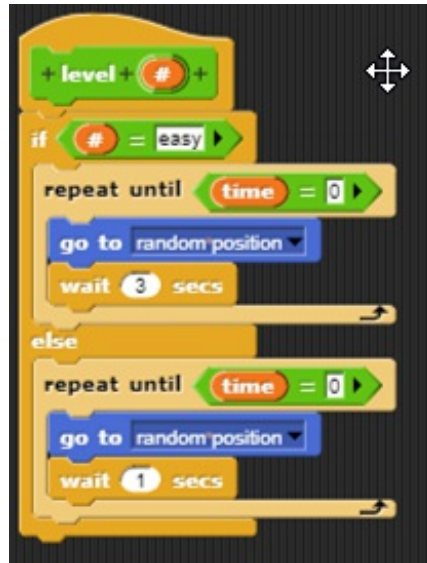 + level + # +
if # = easy
repeat until time = 0
go to random position
wait 3 secs
else
repeat until time = 0
go to random position
wait 1 secs